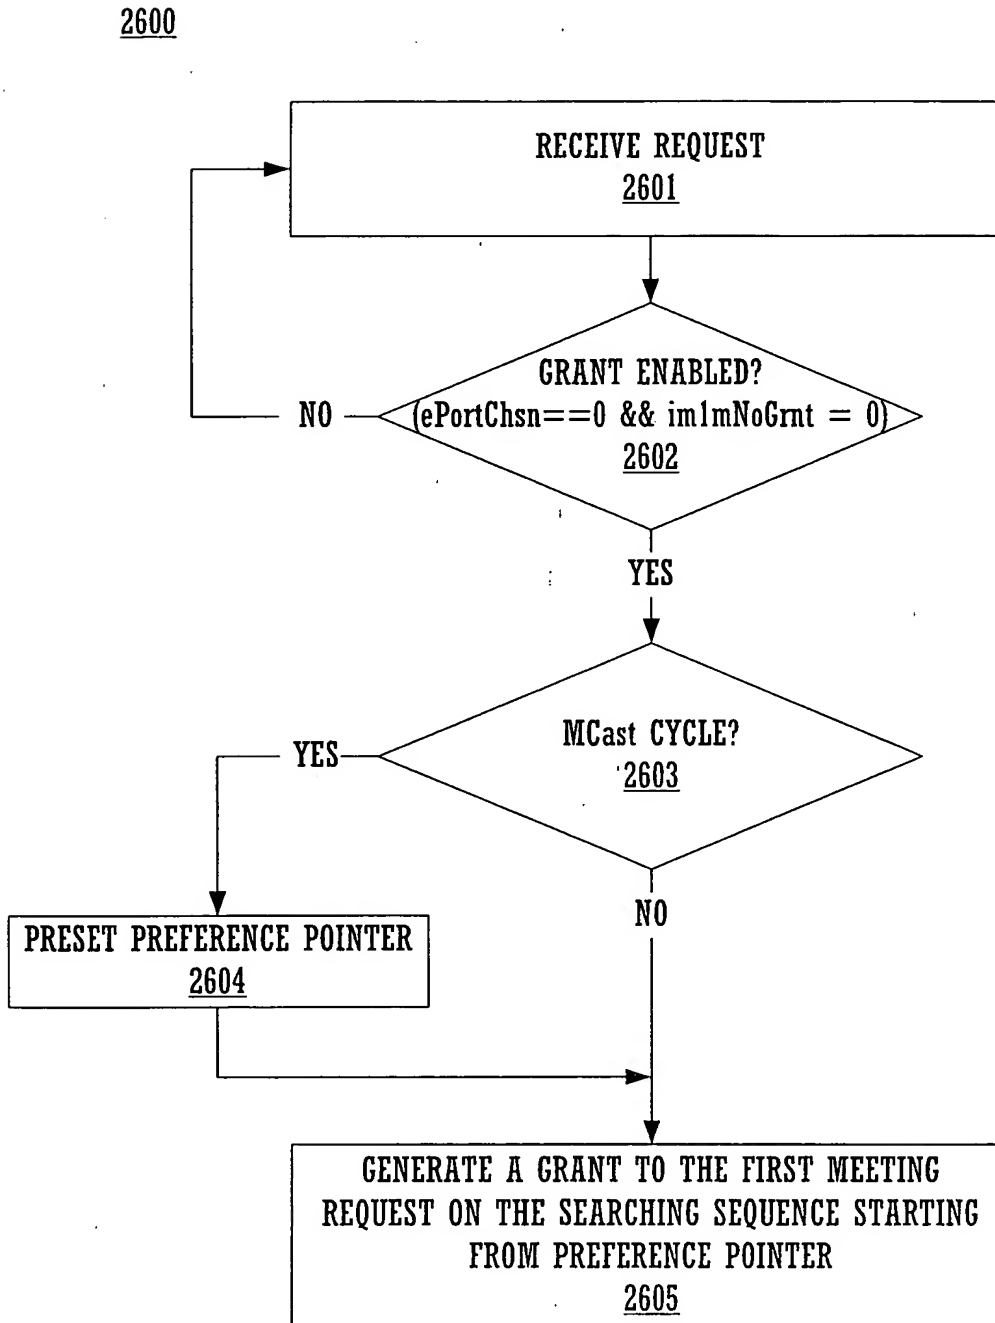 2600
RECEIVE REQUEST
2601
GRANT ENABLED?
(ePortChsn==0 && im1mNoGrnt = 0)
2602
NO
YES
MCast CYCLE?
2603
YES
NO
PRESET PREFERENCE POINTER
2604
GENERATE A GRANT TO THE FIRST MEETING
REQUEST ON THE SEARCHING SEQUENCE STARTING
FROM PREFERENCE POINTER
2605